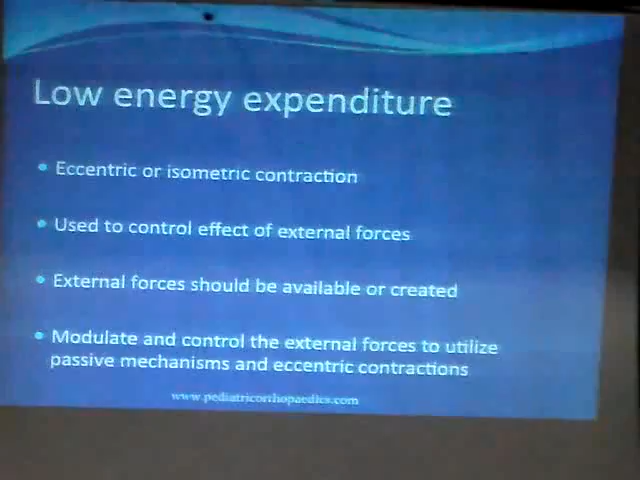 Low energy expenditure
• Eccentric or isometric contraction
• Used to control effect of external forces
• External forces should be available or created
• Modulate and control the external forces to utilize
passive mechanisms and eccentric contractions
www.pediatricorthopaedics.com